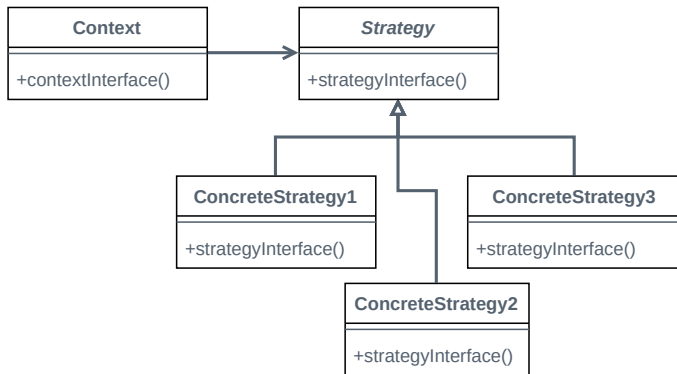 Context
+contextInterface()
Strategy
+strategyInterface()
ConcreteStrategy1
+strategyInterface()
ConcreteStrategy3
+strategyInterface()
ConcreteStrategy2
+strategyInterface()